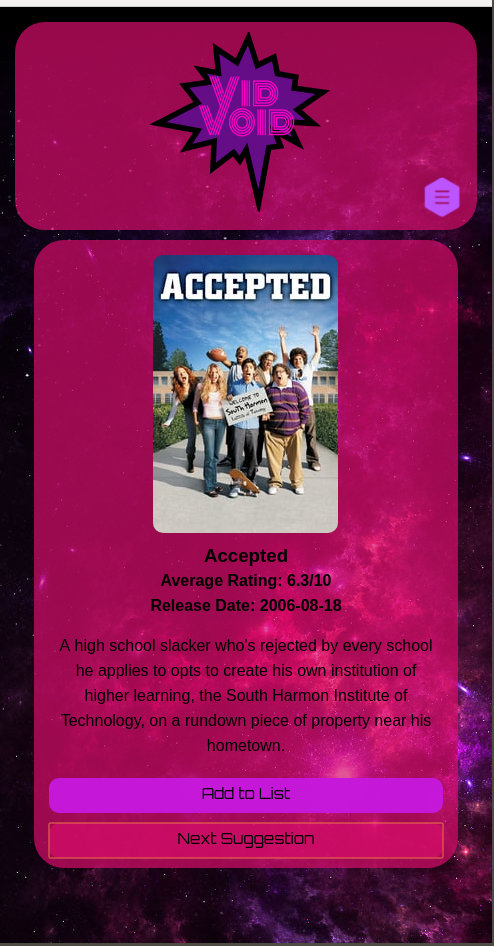 VID
VOID
ACCEPTED
WELCOME TO
South Harmon
Accepted
Average Rating: 6.3/10
Release Date: 2006-08-18
A high school slacker who's rejected by every school
he applies to opts to create his own institution of
higher learning, the South Harmon Institute of
Technology, on a rundown piece of property near his
hometown.
Add to List
Next Suggestion